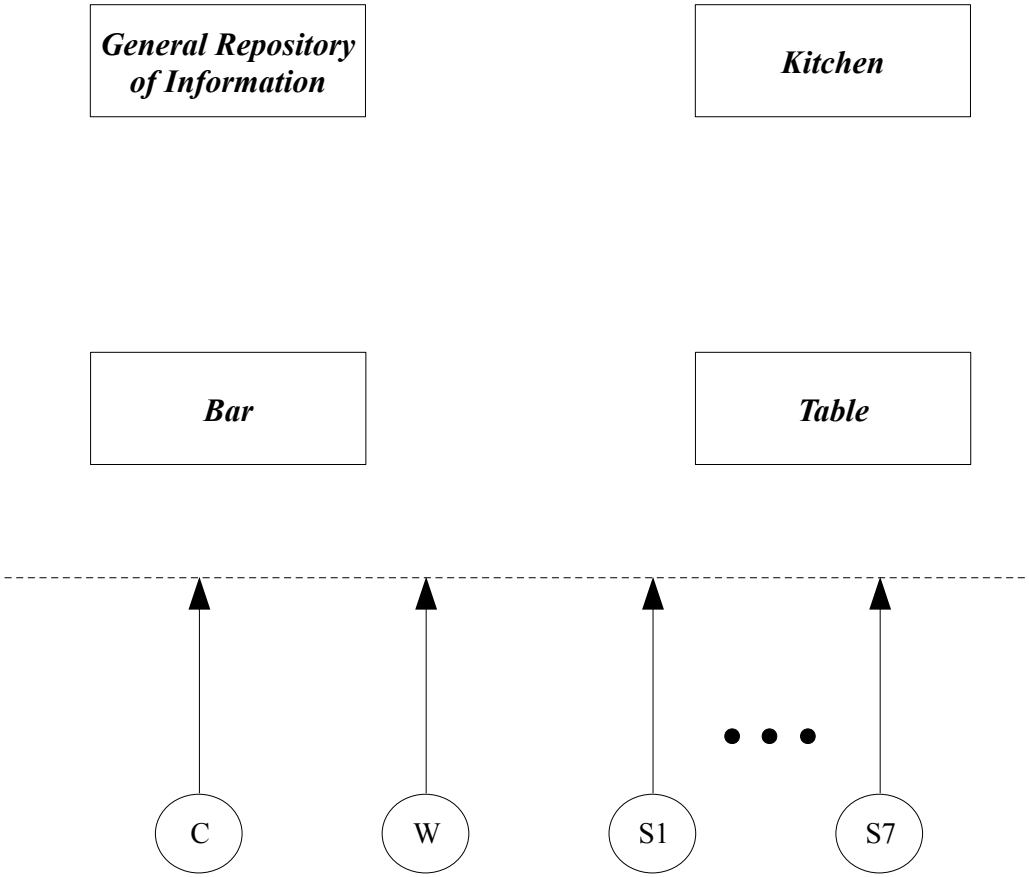 General Repository
of Information
Kitchen
Bar
Table
C
W
S1
S7